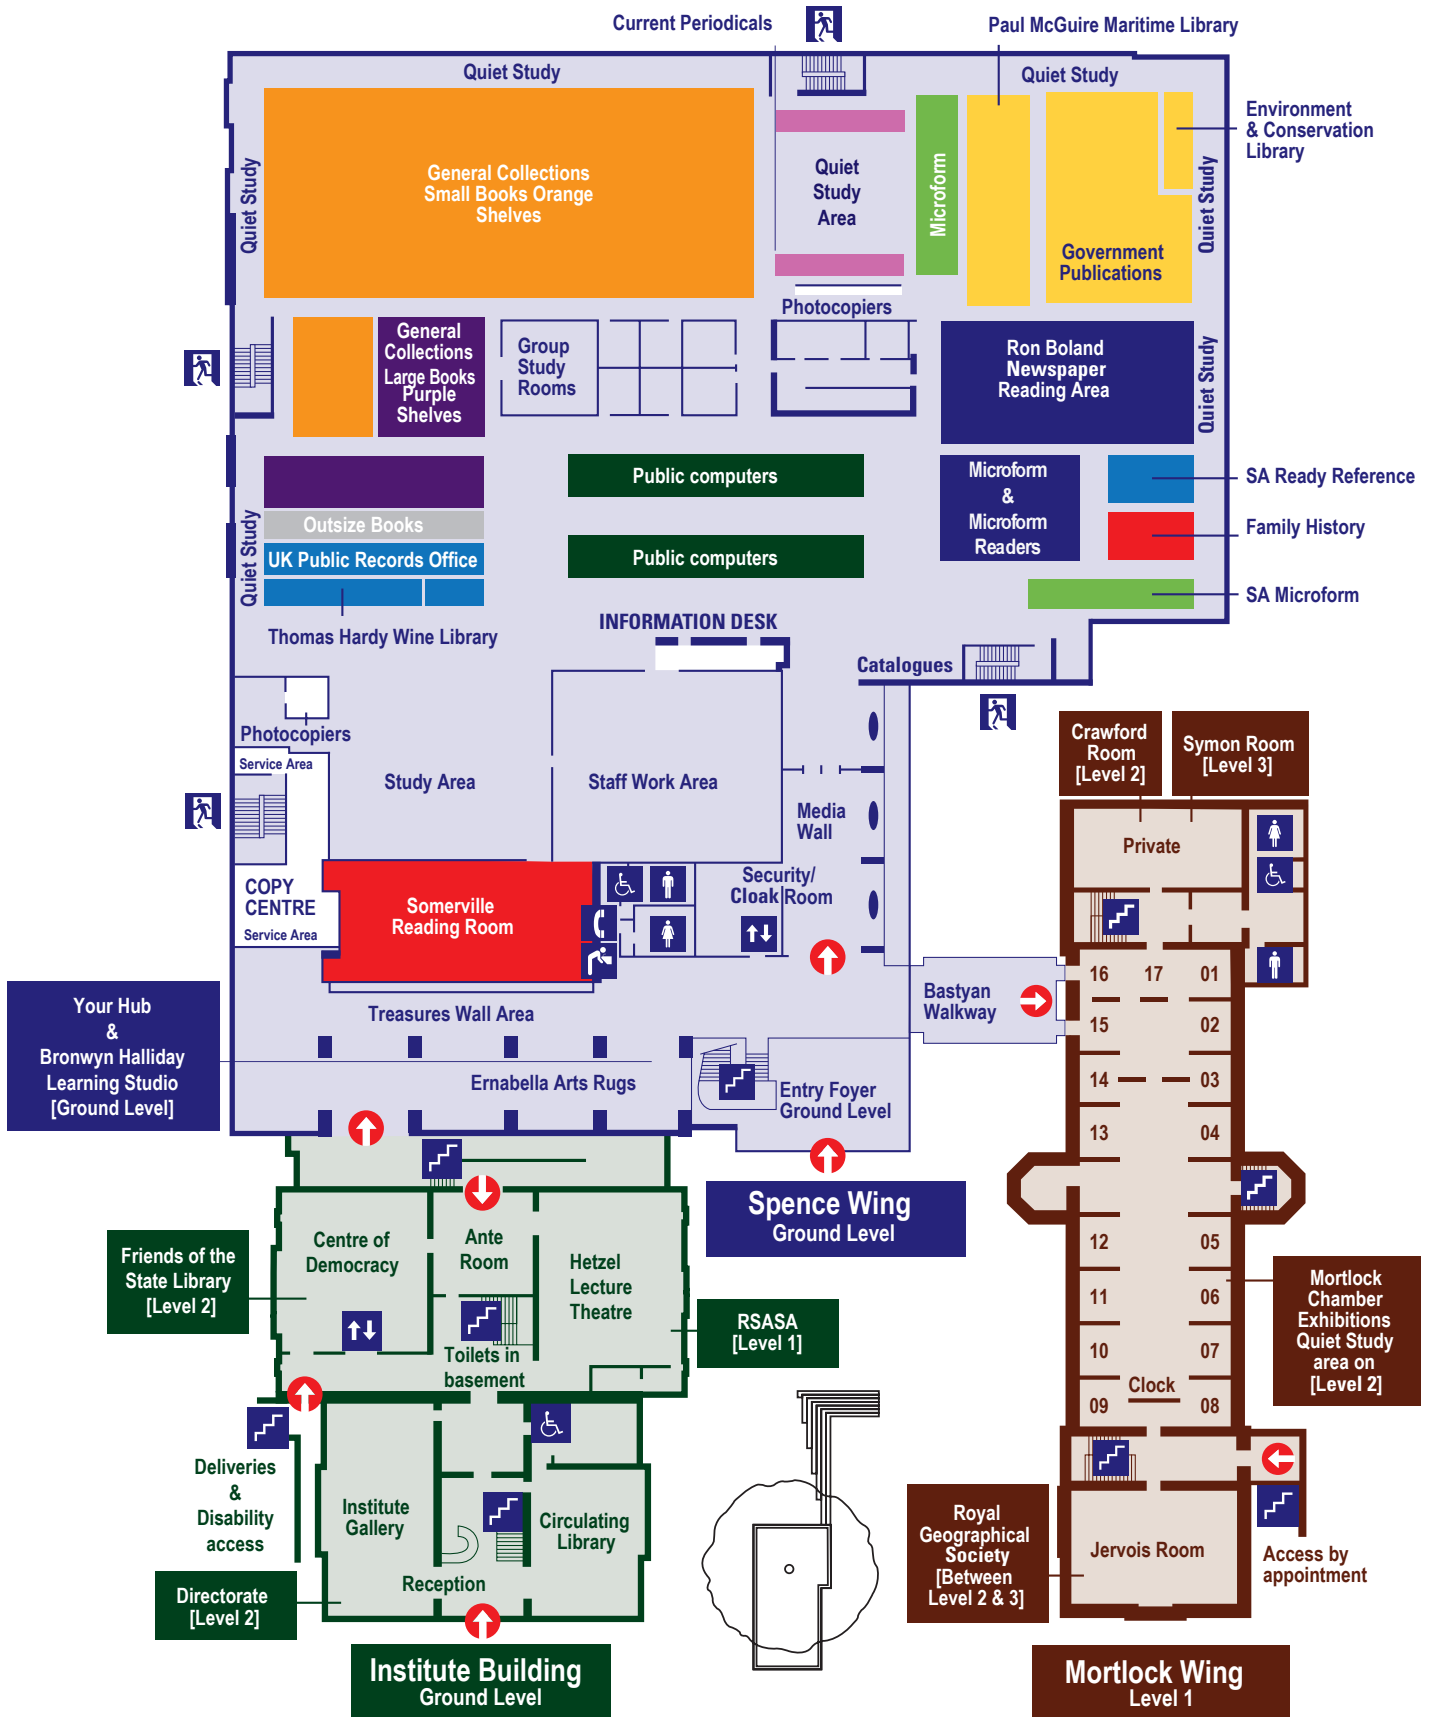 Current Periodicals
Paul McGuire Maritime Library
Quiet Study
Quiet Study
Environment
& Conservation
Library
General Collections
Small Books Orange
Shelves
Quiet
Study
Area
Microform
Quiet Study
Quiet Study
Government
Publications
Photocopiers
General
Collections
Large Books
Purple
Shelves
Group
Study
Rooms
Ron Boland
Newspaper
Reading Area
Quiet Study
Public computers
Microform
&
Microform
Readers
SA Ready Reference
Outsize Books
Family History
Quiet Study
UK Public Records Office
Public computers
SA Microform
Thomas Hardy Wine Library
INFORMATION DESK
Catalogues
Photocopiers
Service Area
Study Area
Staff Work Area
Media
Wall
Crawford
Room
[Level 2]
Symon Room
[Level 3]
Private
COPY
CENTRE
Service Area
Somerville
Reading Room
Security/
Cloak Room
Your Hub
&
Bronwyn Halliday
Learning Studio
[Ground Level]
Treasures Wall Area
Bastyan
Walkway
16
17
01
15
02
14
03
13
04
Ernabella Arts Rugs
Entry Foyer
Ground Level
Spence Wing
Ground Level
Friends of the
State Library
[Level 2]
Centre of
Democracy
Ante
Room
Hetzel
Lecture
Theatre
RSASA
[Level 1]
Toilets in
basement
12
05
11
06
10
07
Clock
09
08
Mortlock
Chamber
Exhibitions
Quiet Study
area on
[Level 2]
Deliveries
&
Disability
access
Institute
Gallery
Circulating
Library
Reception
Directorate
[Level 2]
Royal
Geographical
Society
[Between
Level 2 & 3]
Jervois Room
Access by
appointment
Institute Building
Ground Level
Mortlock Wing
Level 1